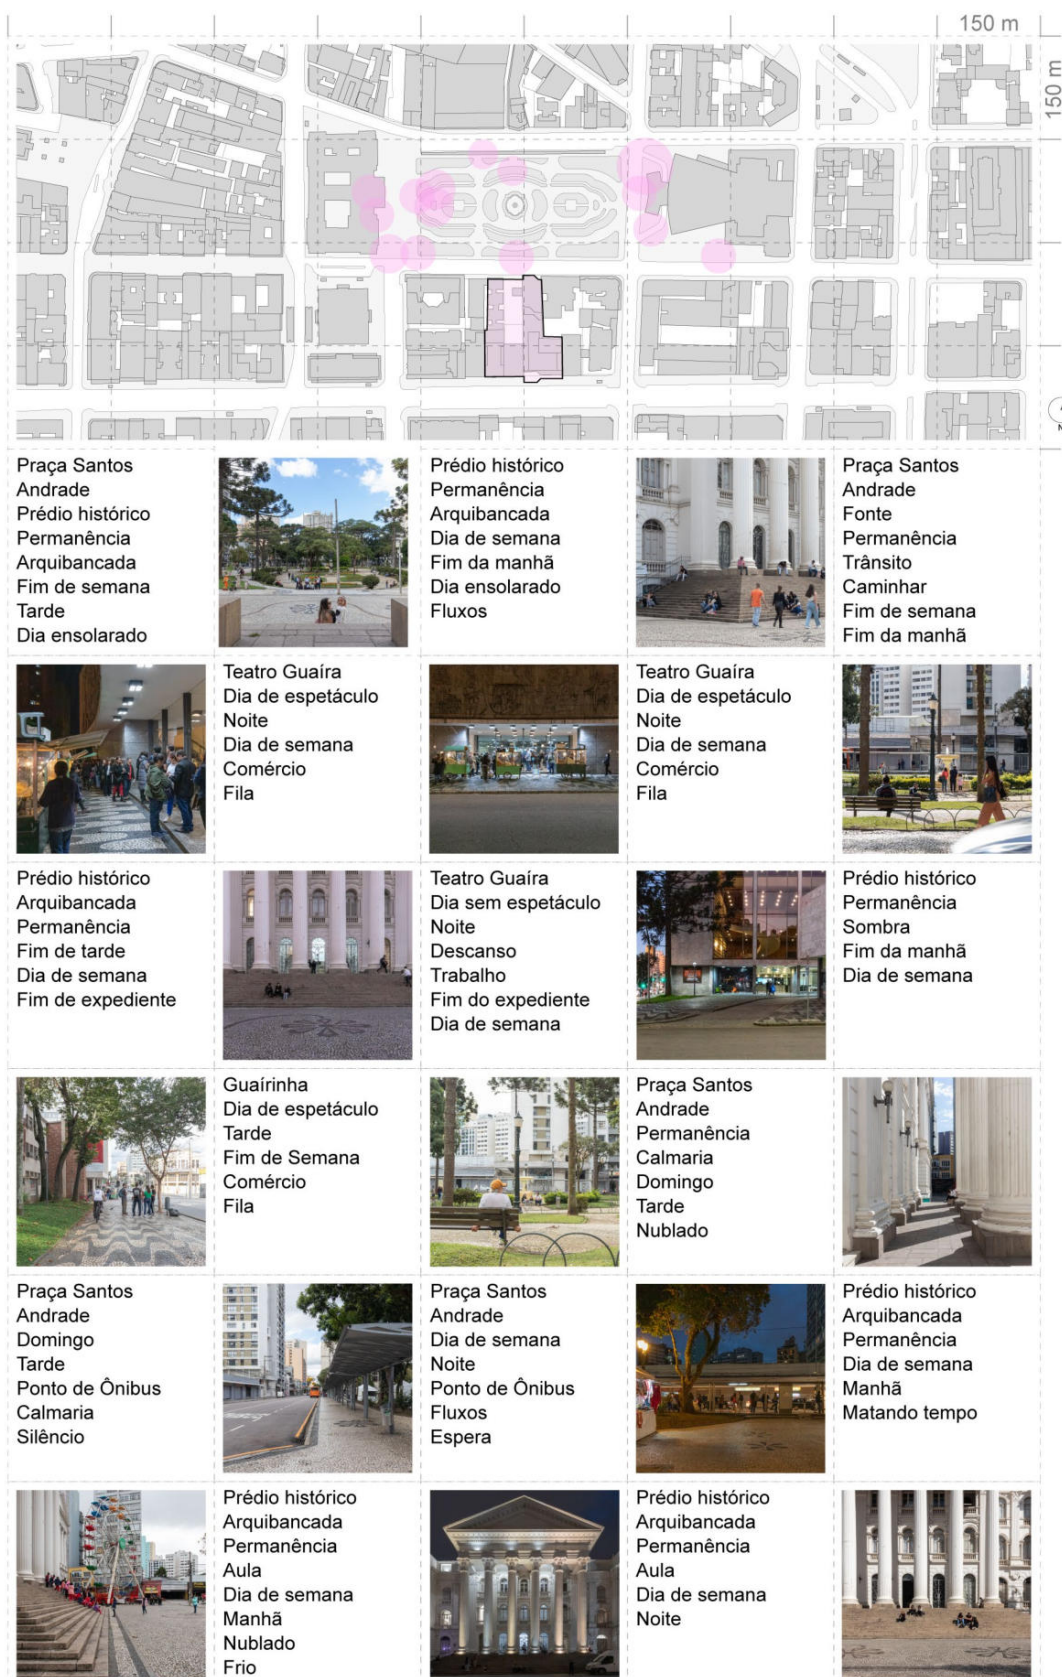 150 m
150 m
N
Praça Santos
Andrade
Prédio histórico
Permanência
Arquibancada
Fim de semana
Tarde
Dia ensolarado
Prédio histórico
Permanência
Arquibancada
Dia de semana
Fim da manhã
Dia ensolarado
Fluxos
Praça Santos
Andrade
Fonte
Permanência
Trânsito
Caminhar
Fim de semana
Fim da manhã
Teatro Guaíra
Dia de espetáculo
Noite
Dia de semana
Comércio
Fila
Teatro Guaíra
Dia de espetáculo
Noite
Dia de semana
Comércio
Fila
Prédio histórico
Arquibancada
Permanência
Fim de tarde
Dia de semana
Fim de expediente
Teatro Guaíra
Dia sem espetáculo
Noite
Descanso
Trabalho
Fim do expediente
Dia de semana
Prédio histórico
Permanência
Sombra
Fim da manhã
Dia de semana
Guaírinha
Dia de espetáculo
Tarde
Fim de Semana
Comércio
Fila
Praça Santos
Andrade
Permanência
Calmaria
Domingo
Tarde
Nublado
Praça Santos
Andrade
Domingo
Tarde
Ponto de Ônibus
Calmaria
Silêncio
Praça Santos
Andrade
Dia de semana
Noite
Ponto de Ônibus
Fluxos
Espera
Prédio histórico
Arquibancada
Permanência
Dia de semana
Manhã
Matando tempo
Prédio histórico
Arquibancada
Permanência
Aula
Dia de semana
Manhã
Nublado
Frio
Prédio histórico
Arquibancada
Permanência
Aula
Dia de semana
Noite